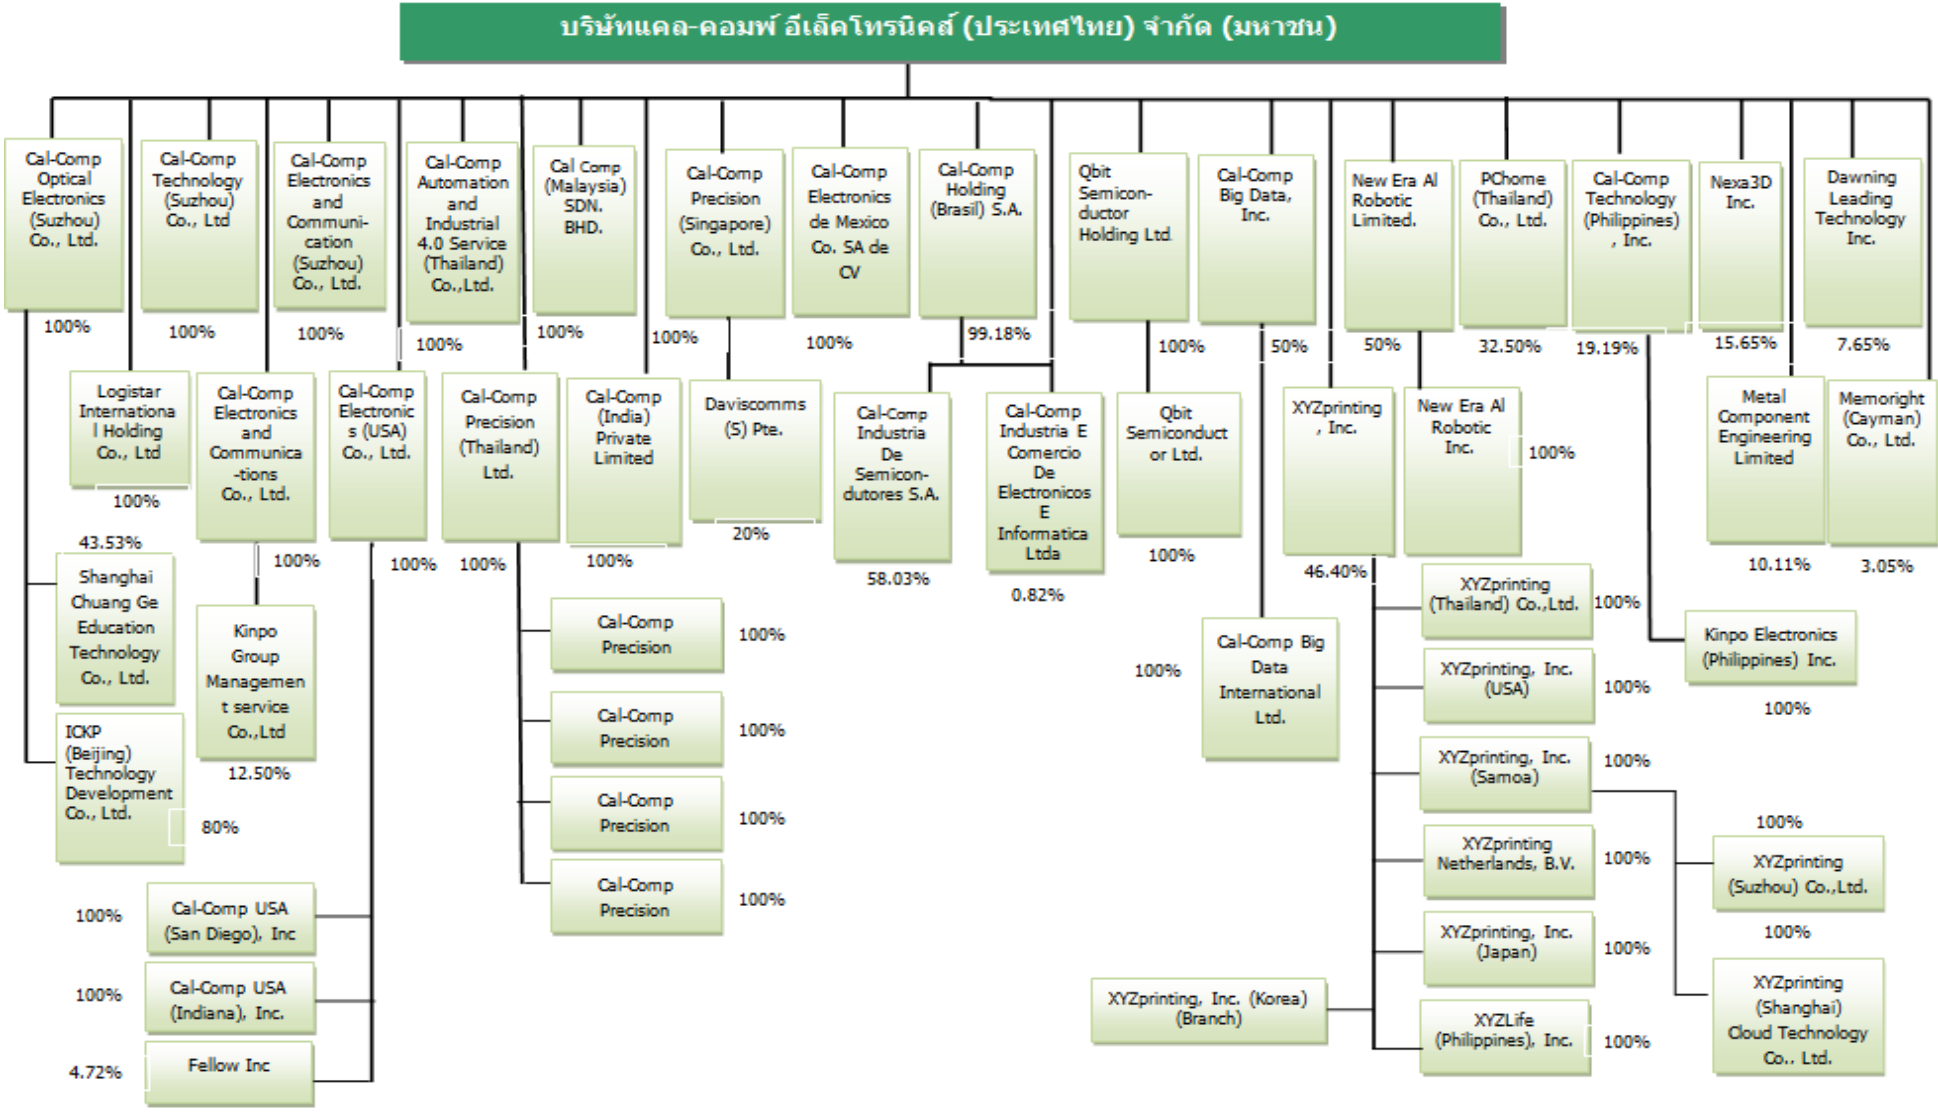 บริษัทแคล-คอมพ์ อีเล็คโทรนิคส์ (ประเทศไทย) จำกัด (มหาชน)
Cal-Comp
Optical
Electronics
(Suzhou)
Co., Ltd.
100%
Cal-Comp
Technology
(Suzhou)
Co., Ltd
100%
Cal-Comp
Electronics
and
Communi-
cation
(Suzhou)
Co., Ltd.
100%
Cal-Comp
Automation
and
Industrial
4.0 Service
(Thailand)
Co.,Ltd.
100%
Cal Comp
(Malaysia)
SDN.
BHD.
100%
100%
Cal-Comp
Precision
(Singapore)
Co., Ltd.
Cal-Comp
Electronics
de Mexico
Co. SA de
CV
100%
Cal-Comp
Holding
(Brasil) S.A.
99.18%
Qbit
Semicon-
ductor
Holding Ltd
100%
Cal-Comp
Big Data,
Inc.
50%
New Era AI
Robotic
Limited.
50%
PChome
(Thailand)
Co., Ltd.
32.50%
Cal-Comp
Technology
(Philippines)
, Inc.
19.19%
Nexa3D
Inc.
15.65%
Dawning
Leading
Technology
Inc.
7.65%
Logistar
Internationa
l Holding
Co., Ltd
100%
Cal-Comp
Electronics
and
Communica
-tions
Co., Ltd.
100%
Cal-Comp
Electronic
s (USA)
Co., Ltd.
100%
Cal-Comp
Precision
(Thailand)
Ltd.
100%
Cal-Comp
(India)
Private
Limited
100%
Daviscomms
(S) Pte.
20%
Cal-Comp
Industria
De
Semicon-
dutores S.A.
58.03%
Cal-Comp
Industria E
Comercio
De
Electronicos
E
Informatica
Ltda
0.82%
Qbit
Semiconduct
or Ltd.
100%
XYZprinting
, Inc.
46.40%
New Era AI
Robotic
Inc.
100%
Metal
Component
Engineering
Limited
10.11%
Memoright
(Cayman)
Co., Ltd.
3.05%
43.53%
Shanghai
Chuang Ge
Education
Technology
Co., Ltd.
Kinpo
Group
Managemen
t service
Co.,Ltd
12.50%
ICKP
(Beijing)
Technology
Development
Co., Ltd.
80%
Cal-Comp
Precision
100%
Cal-Comp
Precision
100%
Cal-Comp
Precision
100%
Cal-Comp
Precision
100%
100%
Cal-Comp Big
Data
International
Ltd.
XYZprinting
(Thailand) Co.,Ltd.
100%
XYZprinting, Inc.
(USA)
100%
XYZprinting, Inc.
(Samoa)
100%
XYZprinting
Netherlands, B.V.
100%
XYZprinting, Inc.
(Japan)
100%
XYZLife
(Philippines), Inc.
100%
Kinpo Electronics
(Philippines) Inc.
100%
100%
XYZprinting
(Suzhou) Co.,Ltd.
100%
XYZprinting
(Shanghai)
Cloud Technology
Co., Ltd.
XYZprinting, Inc. (Korea)
(Branch)
100%
Cal-Comp USA
(San Diego), Inc
100%
Cal-Comp USA
(Indiana), Inc.
4.72%
Fellow Inc